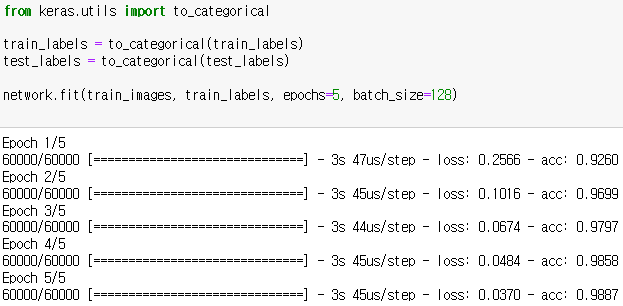 from keras.utils import to_categorical
train_labels = to_categorical(train_labels)
test_labels = to_categorical(test_labels)
network.fit(train_images, train_labels, epochs=5, batch_size=128)
Epoch 1/5
60000/60000 [==============================] - 3s 47us/step - loss: 0.2566 - acc: 0.9260
Epoch 2/5
60000/60000 [==============================] - 3s 45us/step - loss: 0.1016 - acc: 0.9699
Epoch 3/5
60000/60000 [==============================] - 3s 44us/step - loss: 0.0674 - acc: 0.9797
Epoch 4/5
60000/60000 [==============================] - 3s 45us/step - loss: 0.0484 - acc: 0.9858
Epoch 5/5
60000/60000 [==============================] - 3s 45us/step - loss: 0.0370 - acc: 0.9887